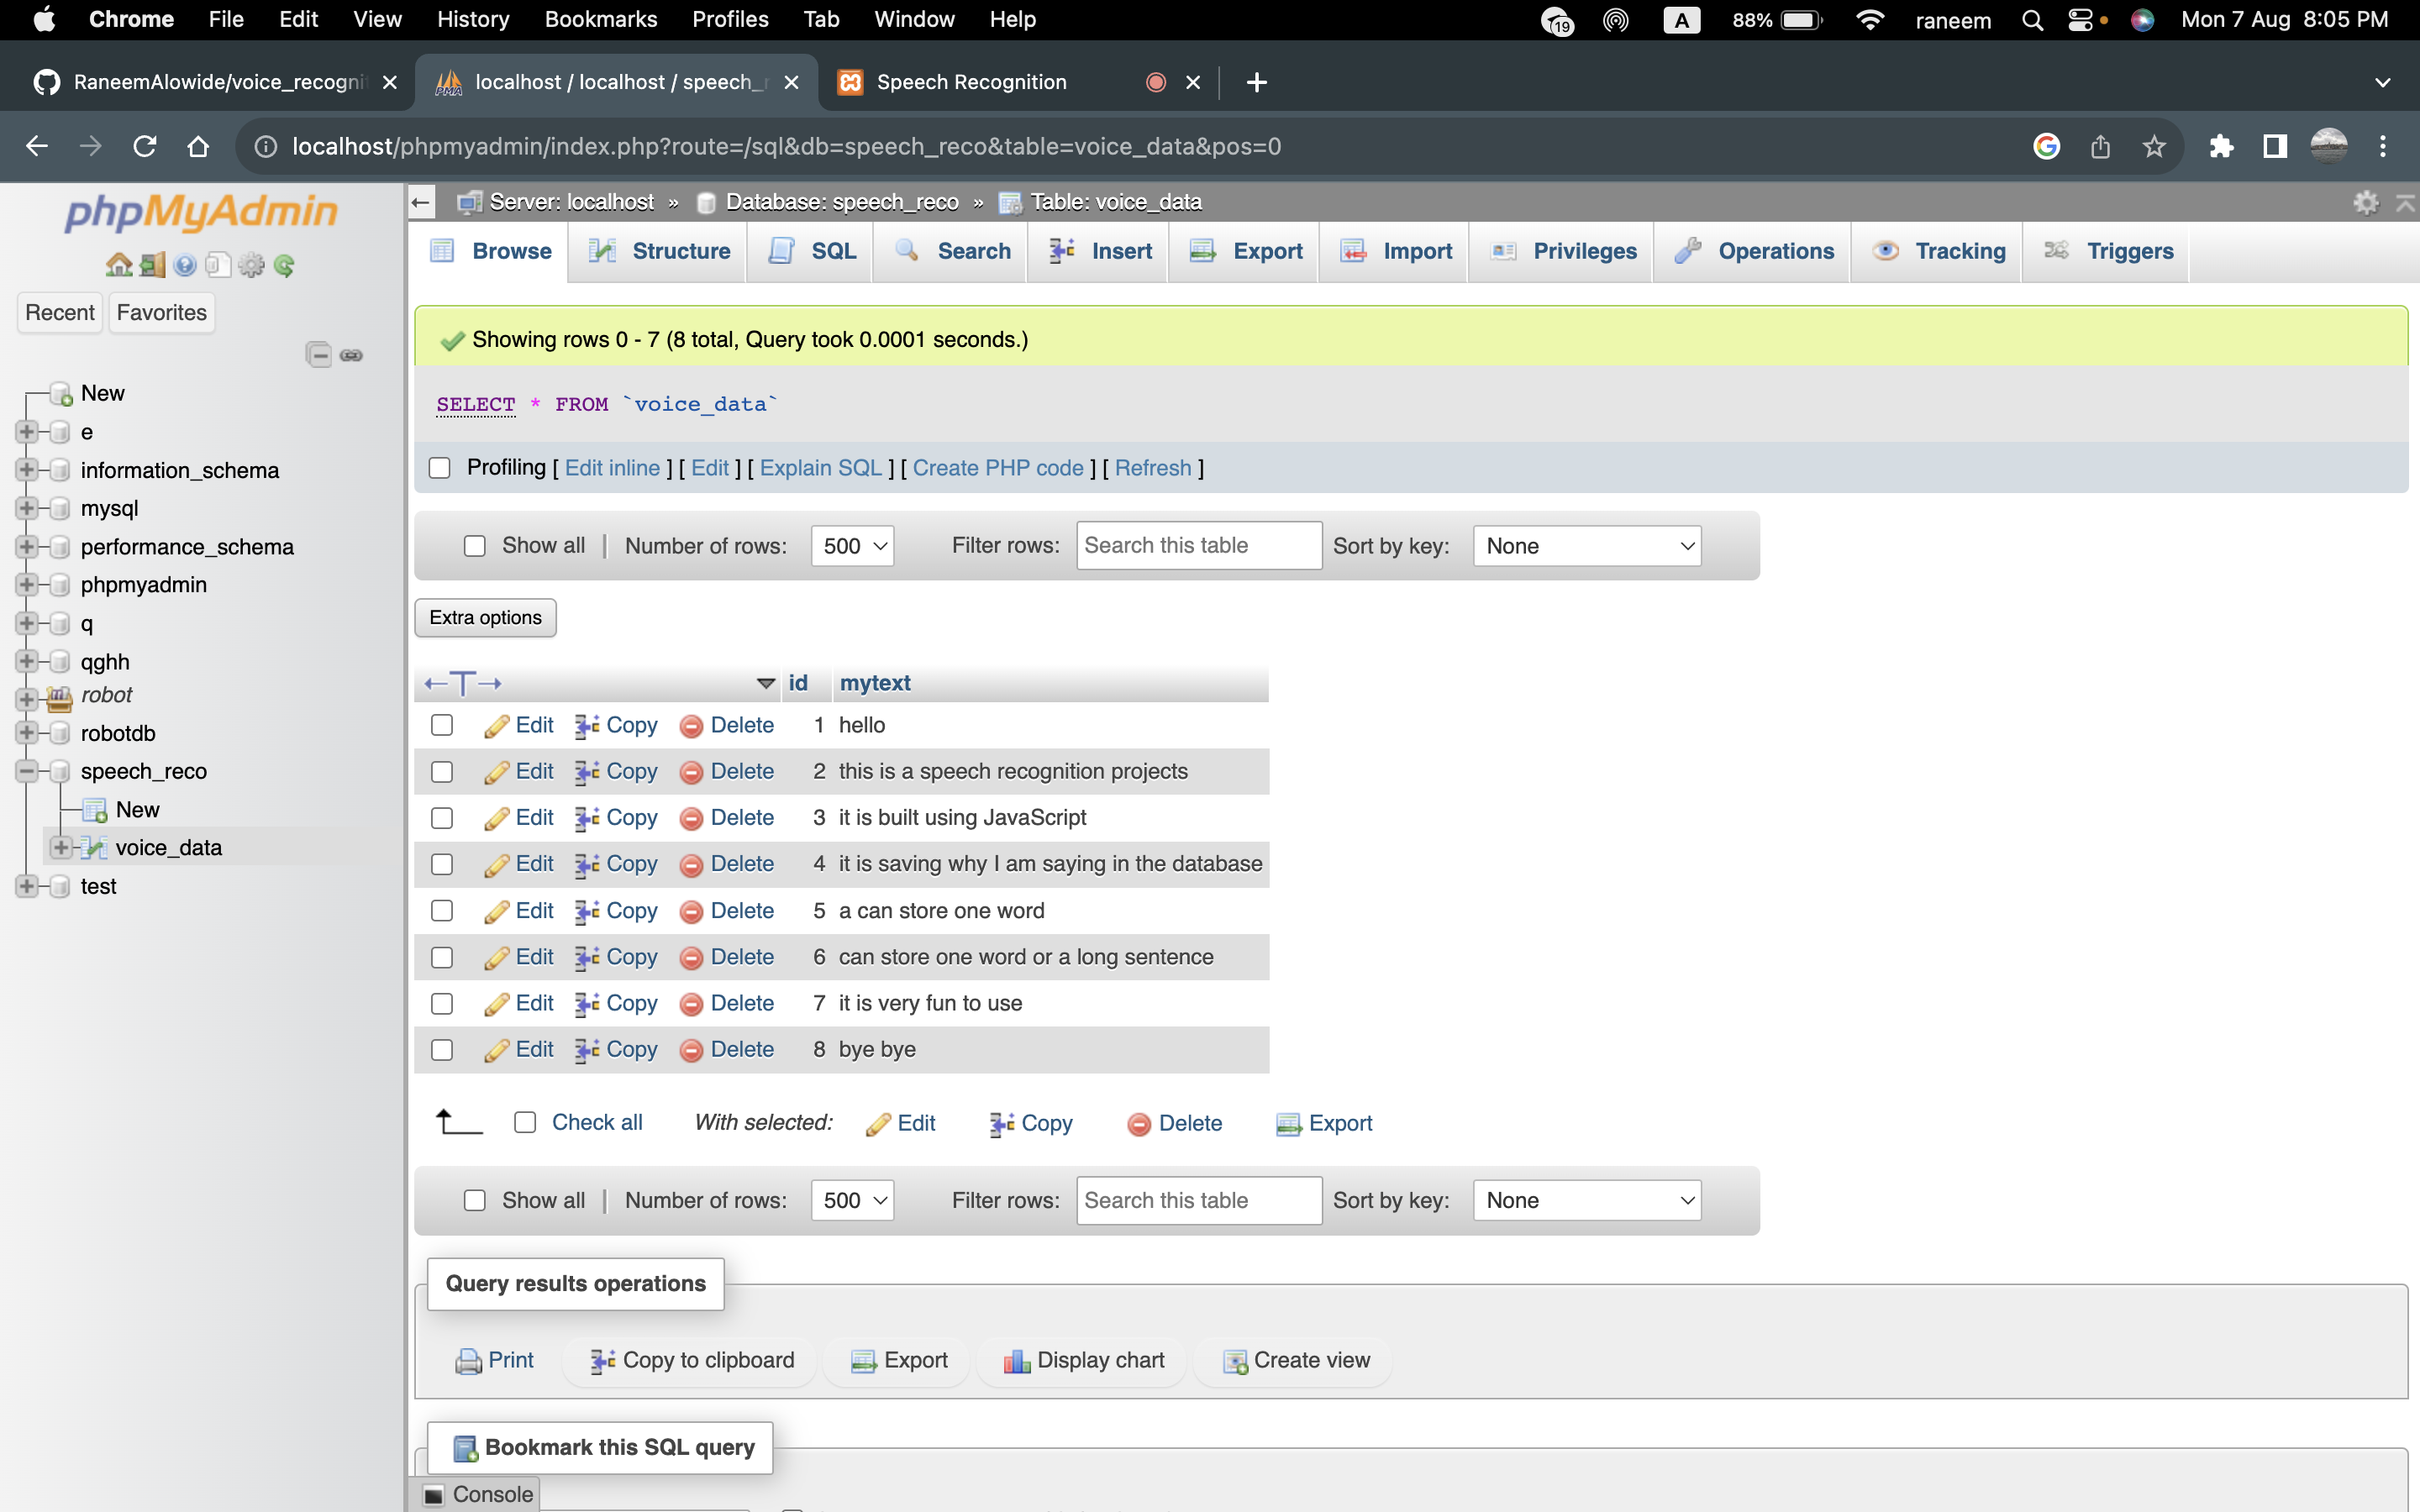 Chrome File Edit View History Bookmarks Profiles Tab Window Help 19 A 88% raneem Mon 7 Aug 8:05 PM
RaneemAlowide/voice_recogni localhost / localhost / speech_r Speech Recognition
localhost/phpmyadmin/index.php?route=/sql&db=speech_reco&table=voice_data&pos=0
phpMyAdmin
Recent Favorites
New
e
information_schema
mysql
performance_schema
phpmyadmin
q
qghh
robot
robotdb
speech_reco
New
voice_data
test
Server: localhost » Database: speech_reco » Table: voice_data
Browse Structure SQL Search Insert Export Import Privileges Operations Tracking Triggers
Showing rows 0 - 7 (8 total, Query took 0.0001 seconds.)
SELECT * FROM `voice_data`
Profiling [ Edit inline ] [ Edit ] [ Explain SQL ] [ Create PHP code ] [ Refresh ]
Show all | Number of rows: 500 Filter rows: Search this table Sort by key: None
Extra options
←T→ id mytext
Edit Copy Delete 1 hello
Edit Copy Delete 2 this is a speech recognition projects
Edit Copy Delete 3 it is built using JavaScript
Edit Copy Delete 4 it is saving why I am saying in the database
Edit Copy Delete 5 a can store one word
Edit Copy Delete 6 can store one word or a long sentence
Edit Copy Delete 7 it is very fun to use
Edit Copy Delete 8 bye bye
Check all With selected: Edit Copy Delete Export
Show all | Number of rows: 500 Filter rows: Search this table Sort by key: None
Query results operations
Print Copy to clipboard Export Display chart Create view
Bookmark this SQL query
Console